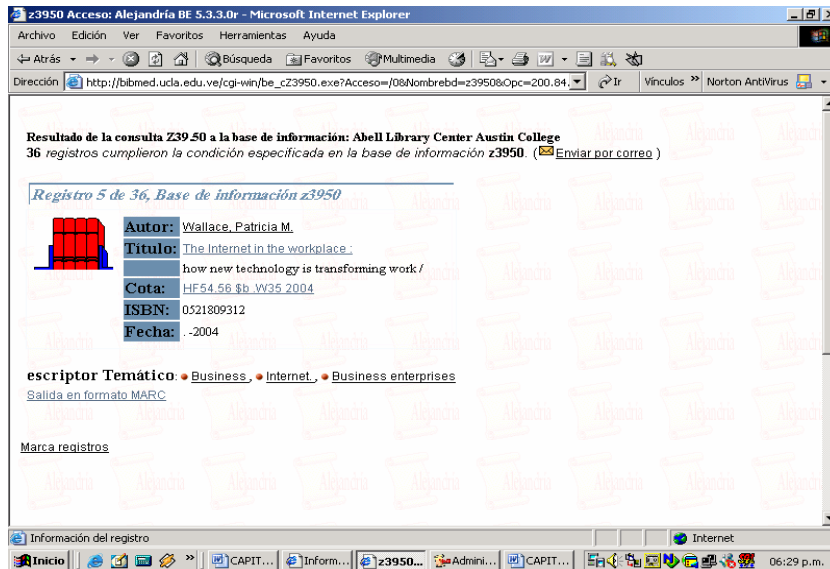 z3950 Acceso: Alejandría BE 5.3.3.0r - Microsoft Internet Explorer
Archivo Edición Ver Favoritos Herramientas Ayuda
Atrás Búsqueda Favoritos Multimedia
Dirección http://bibmed.ucla.edu.ve/cgi-win/be_cZ3950.exe?Acceso=/0&Nombrebd=z3950&Opc=200.84. Ir Vínculos » Norton AntiVirus
Resultado de la consulta Z39.50 a la base de información: Abell Library Center Austin College
36 registros cumplieron la condición especificada en la base de información z3950. ( Enviar por correo )
Registro 5 de 36, Base de información z3950
Autor: Wallace, Patricia M.
Título: The Internet in the workplace :
how new technology is transforming work /
Cota: HF54.56 $b .W35 2004
ISBN: 0521809312
Fecha: . -2004
escriptor Temático: Business , Internet. , Business enterprises
Salida en formato MARC
Marca registros
Alejandría
Información del registro Internet
Inicio » CAPIT... Inform... z3950... Admini... CAPIT... 06:29 p.m.